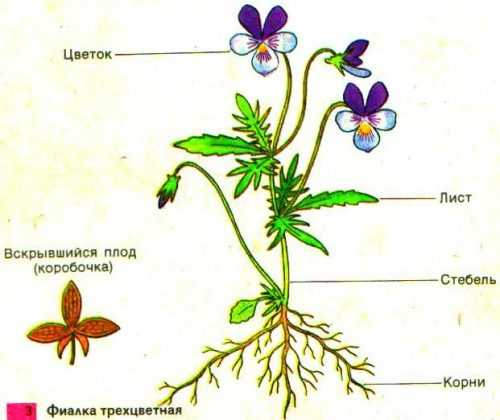 Цветок
Лист
Вскрывшийся плод
(коробочка)
Стебель
Корни
3 Фиалка трехцветная